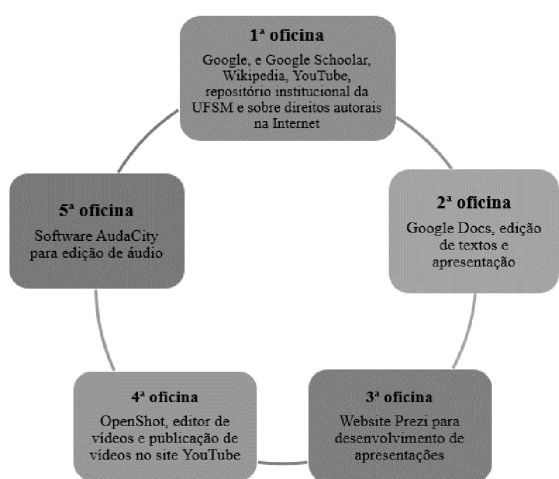 1ª oficina
Google, e Google Schoolar,
Wikipedia, YouTube,
repositório institucional da
UFSM e sobre direitos autorais
na Internet
2ª oficina
Google Docs, edição
de textos e
apresentação
3ª oficina
Website Prezi para
desenvolvimento de
apresentações
4ª oficina
OpenShot, editor de
vídeos e publicação de
vídeos no site YouTube
5ª oficina
Software AudaCity
para edição de áudio